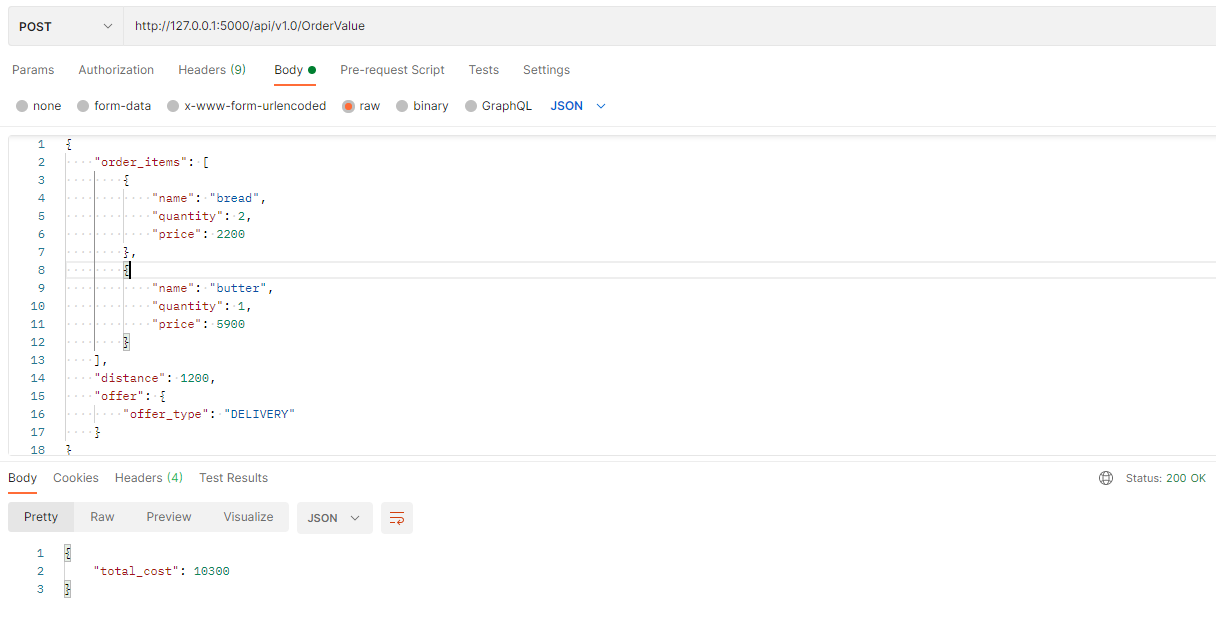 POST http://127.0.0.1:5000/api/v1.0/OrderValue
Params Authorization Headers (9) Body Pre-request Script Tests Settings
none form-data x-www-form-urlencoded raw binary GraphQL JSON
1 {
2 "order_items": [
3 {
4 "name": "bread",
5 "quantity": 2,
6 "price": 2200
7 },
8 {
9 "name": "butter",
10 "quantity": 1,
11 "price": 5900
12 }
13 ],
14 "distance": 1200,
15 "offer": {
16 "offer_type": "DELIVERY"
17 }
18 }
Body Cookies Headers (4) Test Results Status: 200 OK
Pretty Raw Preview Visualize JSON
1 {
2 "total_cost": 10300
3 }